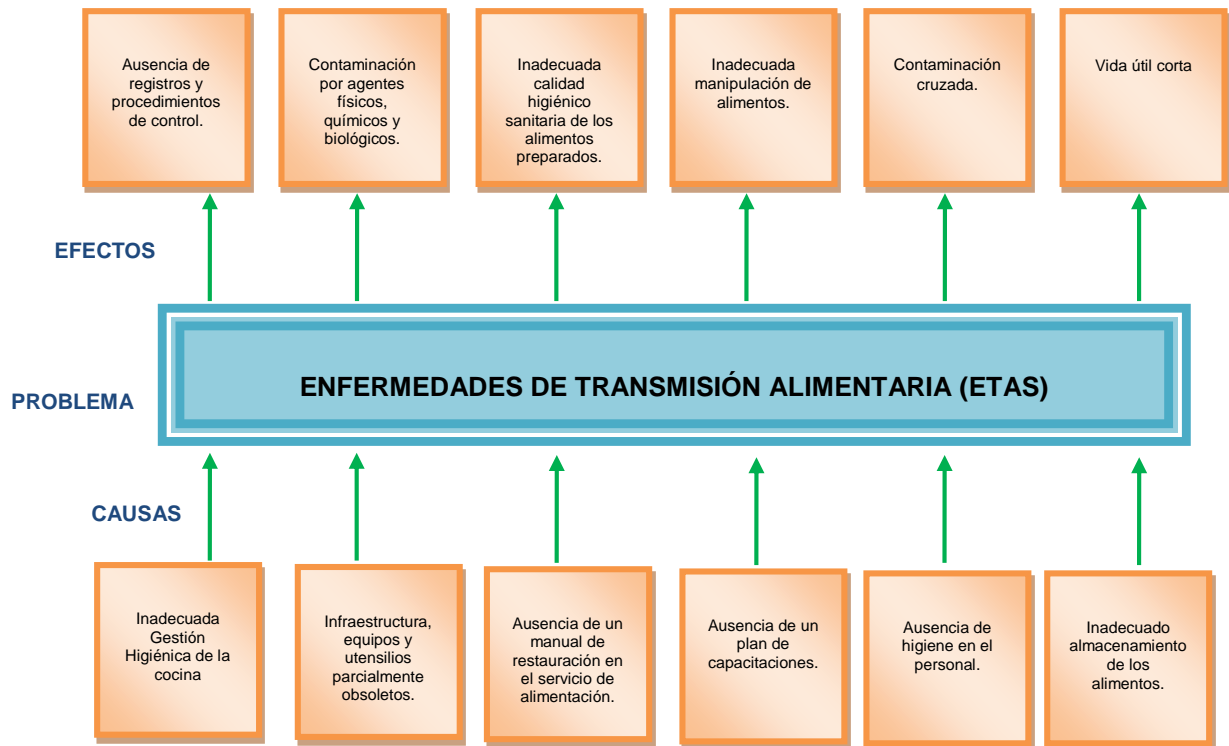 Ausencia de
registros y
procedimientos
de control.
Contaminación
por agentes
físicos,
químicos y
biológicos.
Inadecuada
calidad
higiénico
sanitaria de los
alimentos
preparados.
Inadecuada
manipulación de
alimentos.
Contaminación
cruzada.
Vida útil corta
EFECTOS
PROBLEMA
ENFERMEDADES DE TRANSMISIÓN ALIMENTARIA (ETAS)
CAUSAS
Inadecuada
Gestión
Higiénica de la
cocina
Infraestructura,
equipos y
utensilios
parcialmente
obsoletos.
Ausencia de un
manual de
restauración en
el servicio de
alimentación.
Ausencia de un
plan de
capacitaciones.
Ausencia de
higiene en el
personal.
Inadecuado
almacenamiento
de los
alimentos.